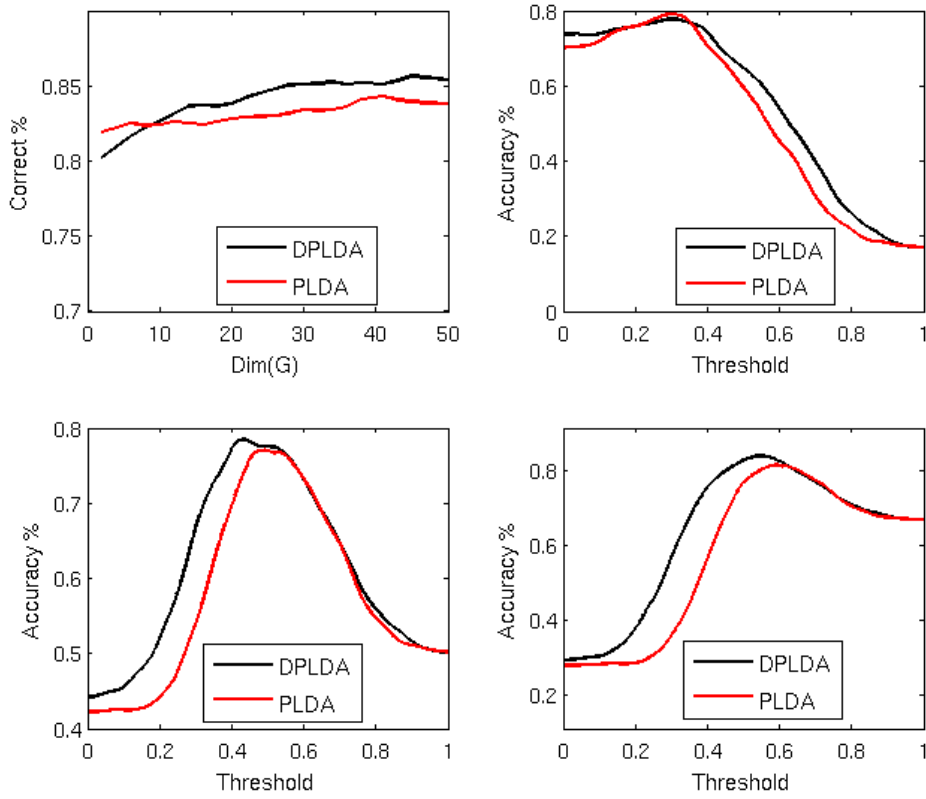 Correct %
0.85
0.8
0.75
0.7
0 10 20 30 40 50
Dim(G)
DPLDA
PLDA
Accuracy %
0.8
0.6
0.4
0.2
0
0 0.2 0.4 0.6 0.8 1
Threshold
DPLDA
PLDA
Accuracy %
0.8
0.7
0.6
0.5
0.4
0 0.2 0.4 0.6 0.8 1
Threshold
DPLDA
PLDA
Accuracy %
0.8
0.6
0.4
0.2
0 0.2 0.4 0.6 0.8 1
Threshold
DPLDA
PLDA